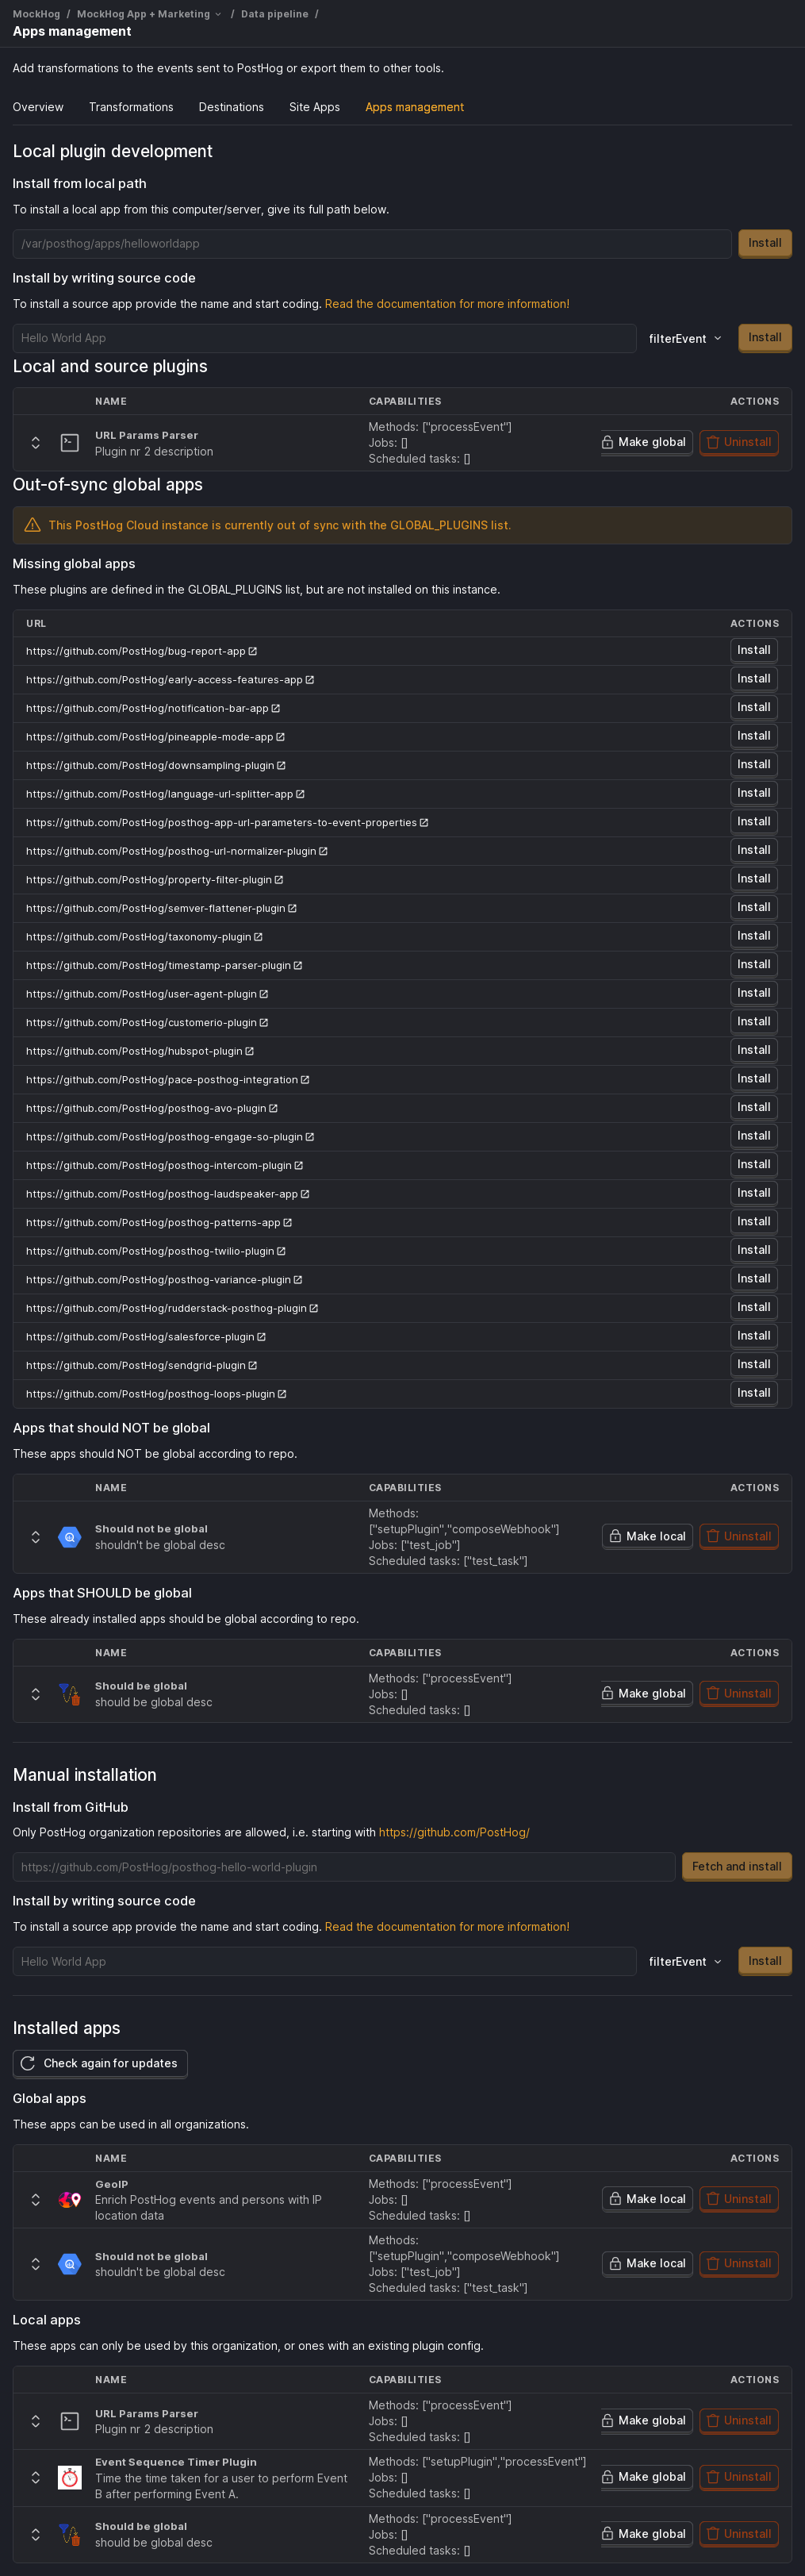 MockHog / MockHog App + Marketing / Data pipeline /
Apps management
Add transformations to the events sent to PostHog or export them to other tools.
Overview Transformations Destinations Site Apps Apps management
Local plugin development
Install from local path
To install a local app from this computer/server, give its full path below.
/var/posthog/apps/helloworldapp Install
Install by writing source code
To install a source app provide the name and start coding. Read the documentation for more information!
Hello World App filterEvent Install
Local and source plugins
NAME CAPABILITIES ACTIONS
URL Params Parser
Plugin nr 2 description
Methods: ["processEvent"]
Jobs: []
Scheduled tasks: []
Make global Uninstall
Out-of-sync global apps
This PostHog Cloud instance is currently out of sync with the GLOBAL_PLUGINS list.
Missing global apps
These plugins are defined in the GLOBAL_PLUGINS list, but are not installed on this instance.
URL ACTIONS
https://github.com/PostHog/bug-report-app Install
https://github.com/PostHog/early-access-features-app Install
https://github.com/PostHog/notification-bar-app Install
https://github.com/PostHog/pineapple-mode-app Install
https://github.com/PostHog/downsampling-plugin Install
https://github.com/PostHog/language-url-splitter-app Install
https://github.com/PostHog/posthog-app-url-parameters-to-event-properties Install
https://github.com/PostHog/posthog-url-normalizer-plugin Install
https://github.com/PostHog/property-filter-plugin Install
https://github.com/PostHog/semver-flattener-plugin Install
https://github.com/PostHog/taxonomy-plugin Install
https://github.com/PostHog/timestamp-parser-plugin Install
https://github.com/PostHog/user-agent-plugin Install
https://github.com/PostHog/customerio-plugin Install
https://github.com/PostHog/hubspot-plugin Install
https://github.com/PostHog/pace-posthog-integration Install
https://github.com/PostHog/posthog-avo-plugin Install
https://github.com/PostHog/posthog-engage-so-plugin Install
https://github.com/PostHog/posthog-intercom-plugin Install
https://github.com/PostHog/posthog-laudspeaker-app Install
https://github.com/PostHog/posthog-patterns-app Install
https://github.com/PostHog/posthog-twilio-plugin Install
https://github.com/PostHog/posthog-variance-plugin Install
https://github.com/PostHog/rudderstack-posthog-plugin Install
https://github.com/PostHog/salesforce-plugin Install
https://github.com/PostHog/sendgrid-plugin Install
https://github.com/PostHog/posthog-loops-plugin Install
Apps that should NOT be global
These apps should NOT be global according to repo.
NAME CAPABILITIES ACTIONS
Should not be global
shouldn't be global desc
Methods:
["setupPlugin","composeWebhook"]
Jobs: ["test_job"]
Scheduled tasks: ["test_task"]
Make local Uninstall
Apps that SHOULD be global
These already installed apps should be global according to repo.
NAME CAPABILITIES ACTIONS
Should be global
should be global desc
Methods: ["processEvent"]
Jobs: []
Scheduled tasks: []
Make global Uninstall
Manual installation
Install from GitHub
Only PostHog organization repositories are allowed, i.e. starting with https://github.com/PostHog/
https://github.com/PostHog/posthog-hello-world-plugin Fetch and install
Install by writing source code
To install a source app provide the name and start coding. Read the documentation for more information!
Hello World App filterEvent Install
Installed apps
Check again for updates
Global apps
These apps can be used in all organizations.
NAME CAPABILITIES ACTIONS
GeoIP
Enrich PostHog events and persons with IP
location data
Methods: ["processEvent"]
Jobs: []
Scheduled tasks: []
Make local Uninstall
Should not be global
shouldn't be global desc
Methods:
["setupPlugin","composeWebhook"]
Jobs: ["test_job"]
Scheduled tasks: ["test_task"]
Make local Uninstall
Local apps
These apps can only be used by this organization, or ones with an existing plugin config.
NAME CAPABILITIES ACTIONS
URL Params Parser
Plugin nr 2 description
Methods: ["processEvent"]
Jobs: []
Scheduled tasks: []
Make global Uninstall
Event Sequence Timer Plugin
Time the time taken for a user to perform Event
B after performing Event A.
Methods: ["setupPlugin","processEvent"]
Jobs: []
Scheduled tasks: []
Make global Uninstall
Should be global
should be global desc
Methods: ["processEvent"]
Jobs: []
Scheduled tasks: []
Make global Uninstall